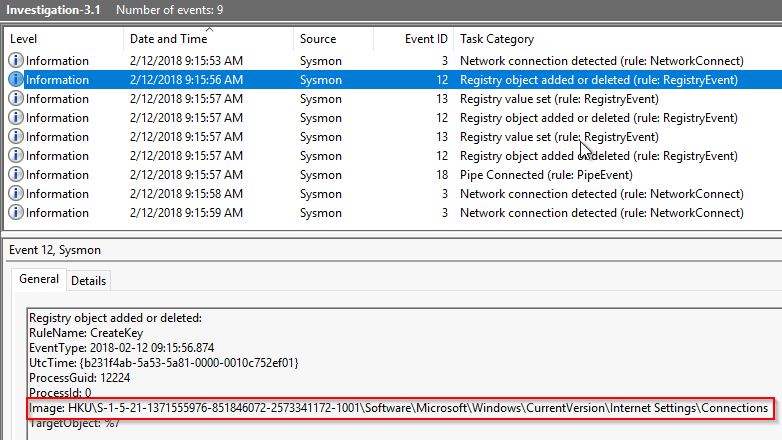 Investigation-3.1 Number of events: 9
Level Date and Time Source Event ID Task Category
Information 2/12/2018 9:15:53 AM Sysmon 3 Network connection detected (rule: NetworkConnect)
Information 2/12/2018 9:15:56 AM Sysmon 12 Registry object added or deleted (rule: RegistryEvent)
Information 2/12/2018 9:15:57 AM Sysmon 13 Registry value set (rule: RegistryEvent)
Information 2/12/2018 9:15:57 AM Sysmon 12 Registry object added or deleted (rule: RegistryEvent)
Information 2/12/2018 9:15:57 AM Sysmon 13 Registry value set (rule: RegistryEvent)
Information 2/12/2018 9:15:57 AM Sysmon 12 Registry object added or deleted (rule: RegistryEvent)
Information 2/12/2018 9:15:57 AM Sysmon 18 Pipe Connected (rule: PipeEvent)
Information 2/12/2018 9:15:58 AM Sysmon 3 Network connection detected (rule: NetworkConnect)
Information 2/12/2018 9:15:59 AM Sysmon 3 Network connection detected (rule: NetworkConnect)
Event 12, Sysmon
General Details
Registry object added or deleted:
RuleName: CreateKey
EventType: 2018-02-12 09:15:56.874
UtcTime: {b231f4ab-5a53-5a81-0000-0010c752ef01}
ProcessGuid: 12224
ProcessId: 0
Image: HKU\S-1-5-21-1371555976-851846072-2573341172-1001\Software\Microsoft\Windows\CurrentVersion\Internet Settings\Connections
TargetObject: %7